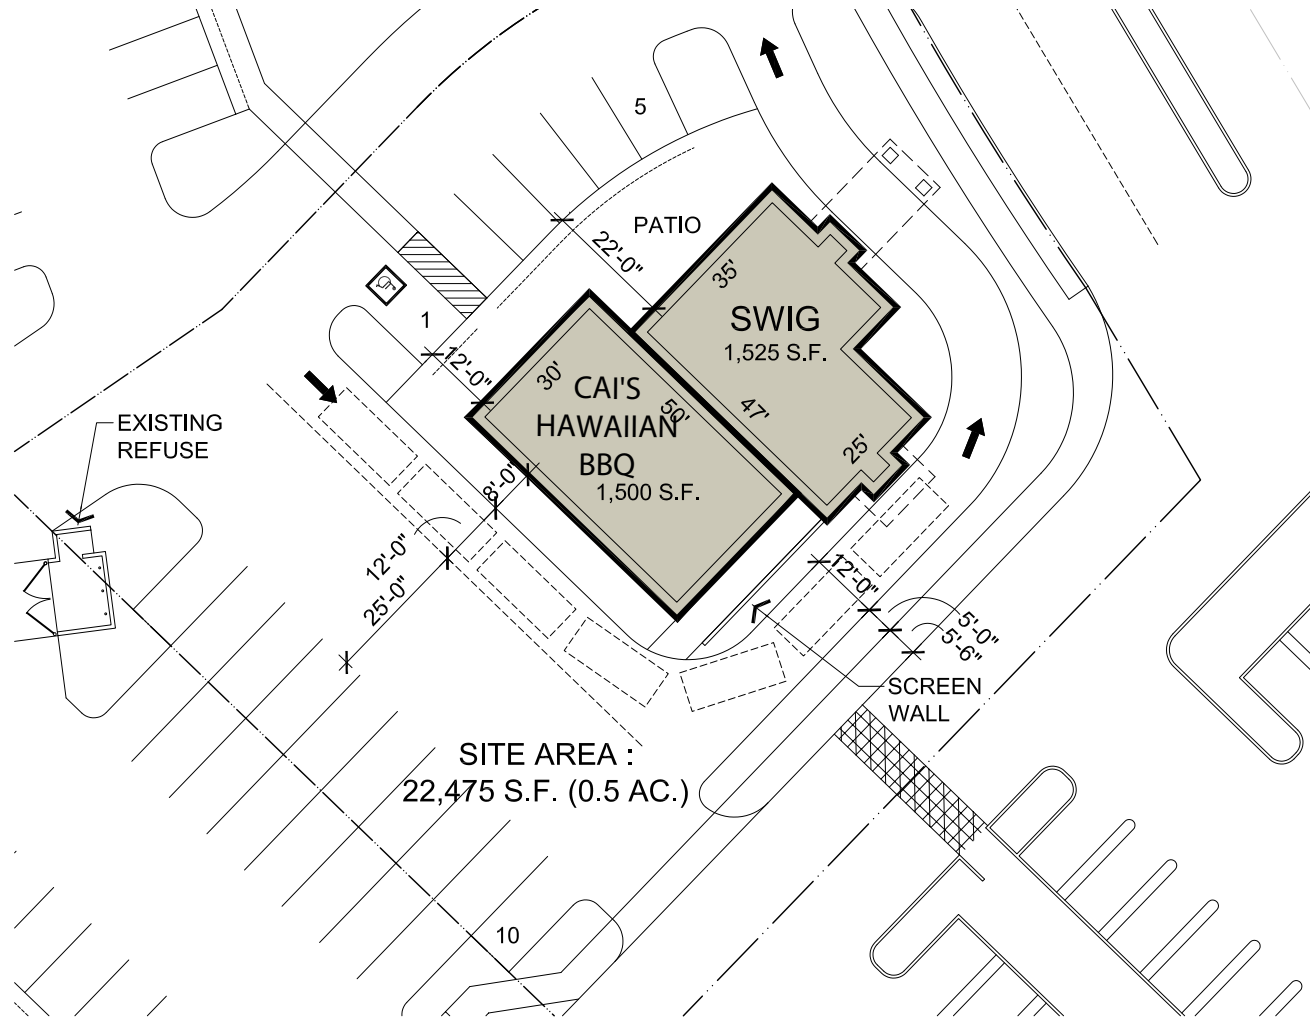 5
PATIO
22'-0"
35'
SWIG
1,525 S.F.
1
12'-0"
30'
CAI'S
HAWAIIAN
BBQ
1,500 S.F.
50'
47'
25'
EXISTING
REFUSE
8'-0"
12'-0"
25'-0"
12'-0"
5'-0"
5'-6"
SCREEN
WALL
SITE AREA :
22,475 S.F. (0.5 AC.)
10